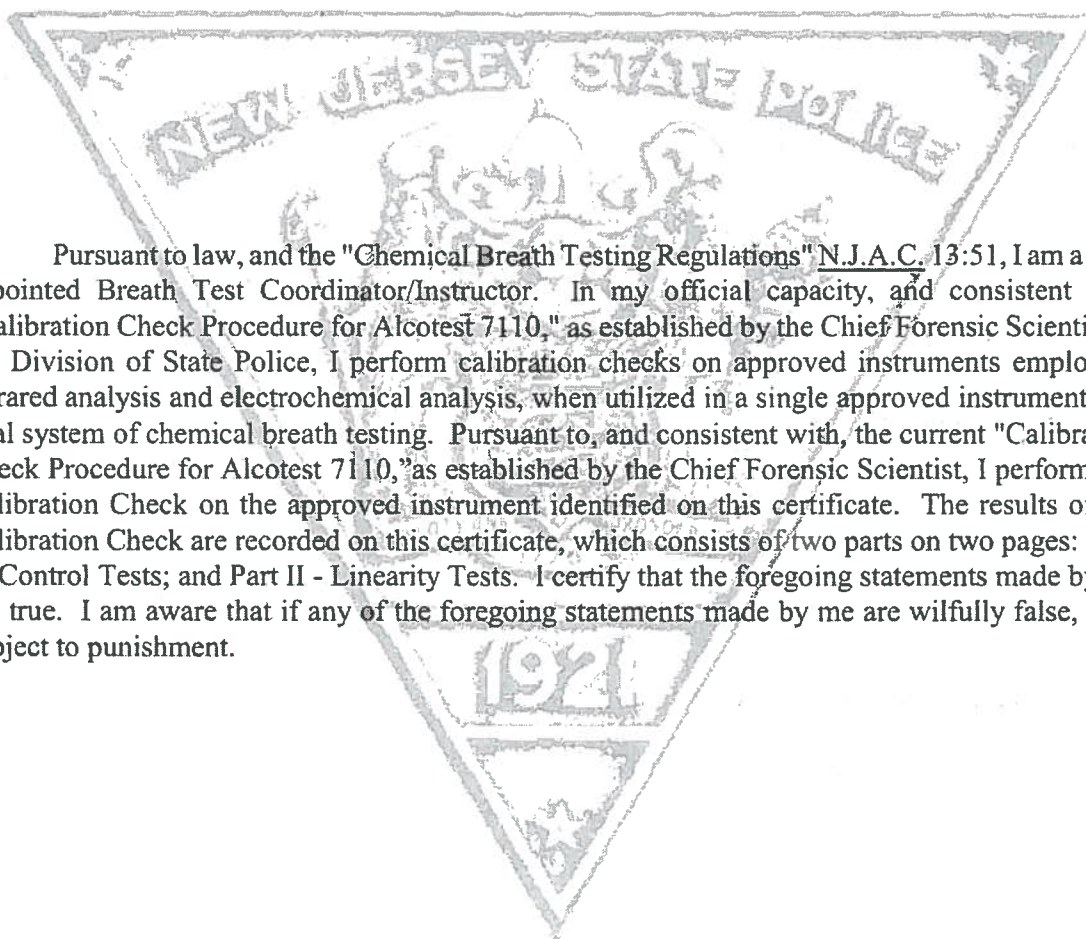 NEW JERSEY STATE POLICE
Pursuant to law, and the "Chemical Breath Testing Regulations" N.J.A.C. 13:51, I am a
pointed Breath Test Coordinator/Instructor. In my official capacity, and consistent
alibration Check Procedure for Alcotest 7110," as established by the Chief Forensic Scienti
Division of State Police, I perform calibration checks on approved instruments emplo
rared analysis and electrochemical analysis, when utilized in a single approved instrument
al system of chemical breath testing. Pursuant to, and consistent with, the current "Calibra
eck Procedure for Alcotest 7110," as established by the Chief Forensic Scientist, I perform
libration Check on the approved instrument identified on this certificate. The results o
libration Check are recorded on this certificate, which consists of two parts on two pages:
Control Tests; and Part II - Linearity Tests. I certify that the foregoing statements made by
true. I am aware that if any of the foregoing statements made by me are wilfully false,
ject to punishment.
1921